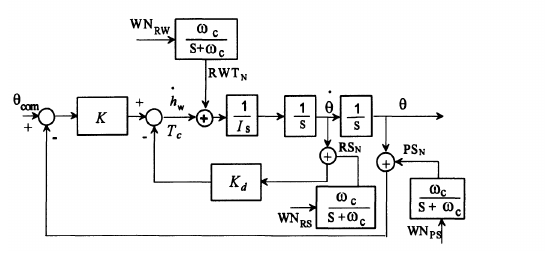 WN_RW
ω_c
S+ω_c
RWT_N
θ_com
+
-
K
+
-
ḣ_w
T_c
+
1
I_s
1
s
θ̇
1
s
θ
+
RS_N
+
PS_N
K_d
WN_RS
ω_c
S+ω_c
ω_c
S+ω_c
WN_PS